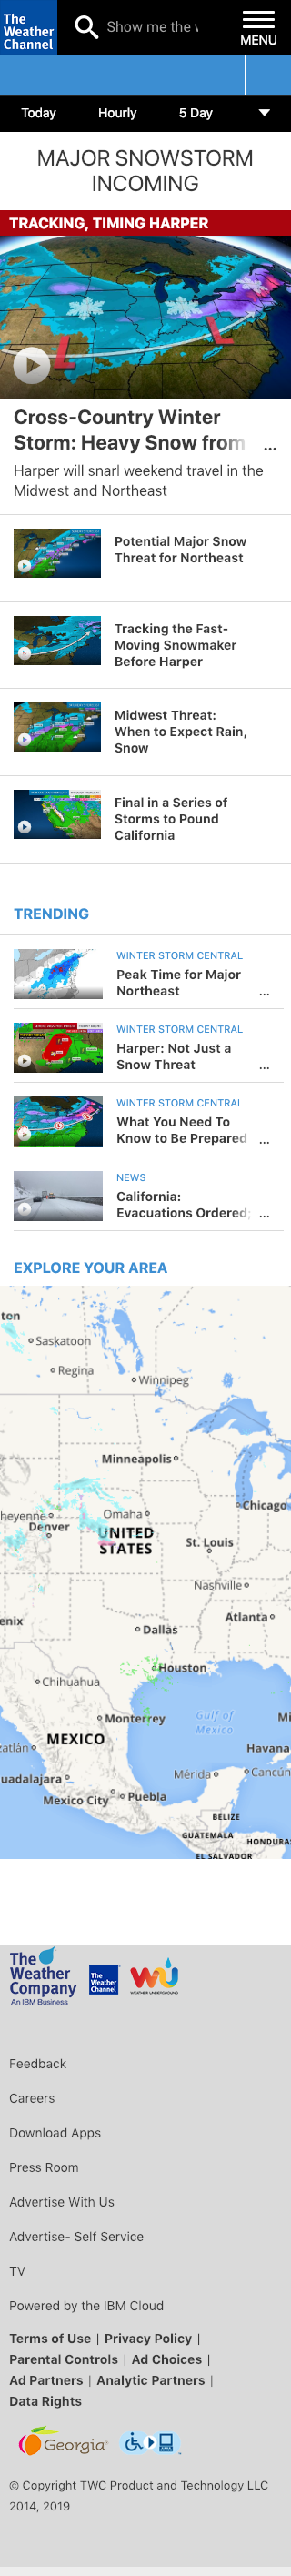 The
Weather
Channel
Show me the w
MENU
Today Hourly 5 Day
MAJOR SNOWSTORM
INCOMING
TRACKING, TIMING HARPER
L
L
Cross-Country Winter
Storm: Heavy Snow from ...
Harper will snarl weekend travel in the
Midwest and Northeast
Potential Major Snow
Threat for Northeast
Tracking the Fast-
Moving Snowmaker
Before Harper
Midwest Threat:
When to Expect Rain,
Snow
Final in a Series of
Storms to Pound
California
TRENDING
WINTER STORM CENTRAL
Peak Time for Major
Northeast ...
WINTER STORM CENTRAL
Harper: Not Just a
Snow Threat ...
WINTER STORM CENTRAL
What You Need To
Know to Be Prepared ...
NEWS
California:
Evacuations Ordered; ...
EXPLORE YOUR AREA
ton
Saskatoon
Regina
Winnipeg
Minneapolis
Chicago
heyenne
Omaha
Denver
UNITED
STATES
St. Louis
Nashville
Atlanta
enix
Dallas
Houston
Chihuahua
Monterrey
Gulf of
Mexico
Mi
MEXICO
Havana
zatlán
Mérida
Cancún
uadalajara
Mexico City
Puebla
BELIZE
GUATEMALA
HONDURAS
EL SALVADOR
The
Weather
Company
An IBM Business
The
Weather
Channel
WU
WEATHER UNDERGROUND
Feedback
Careers
Download Apps
Press Room
Advertise With Us
Advertise- Self Service
TV
Powered by the IBM Cloud
Terms of Use | Privacy Policy |
Parental Controls | Ad Choices |
Ad Partners | Analytic Partners |
Data Rights
Georgia
© Copyright TWC Product and Technology LLC
2014, 2019